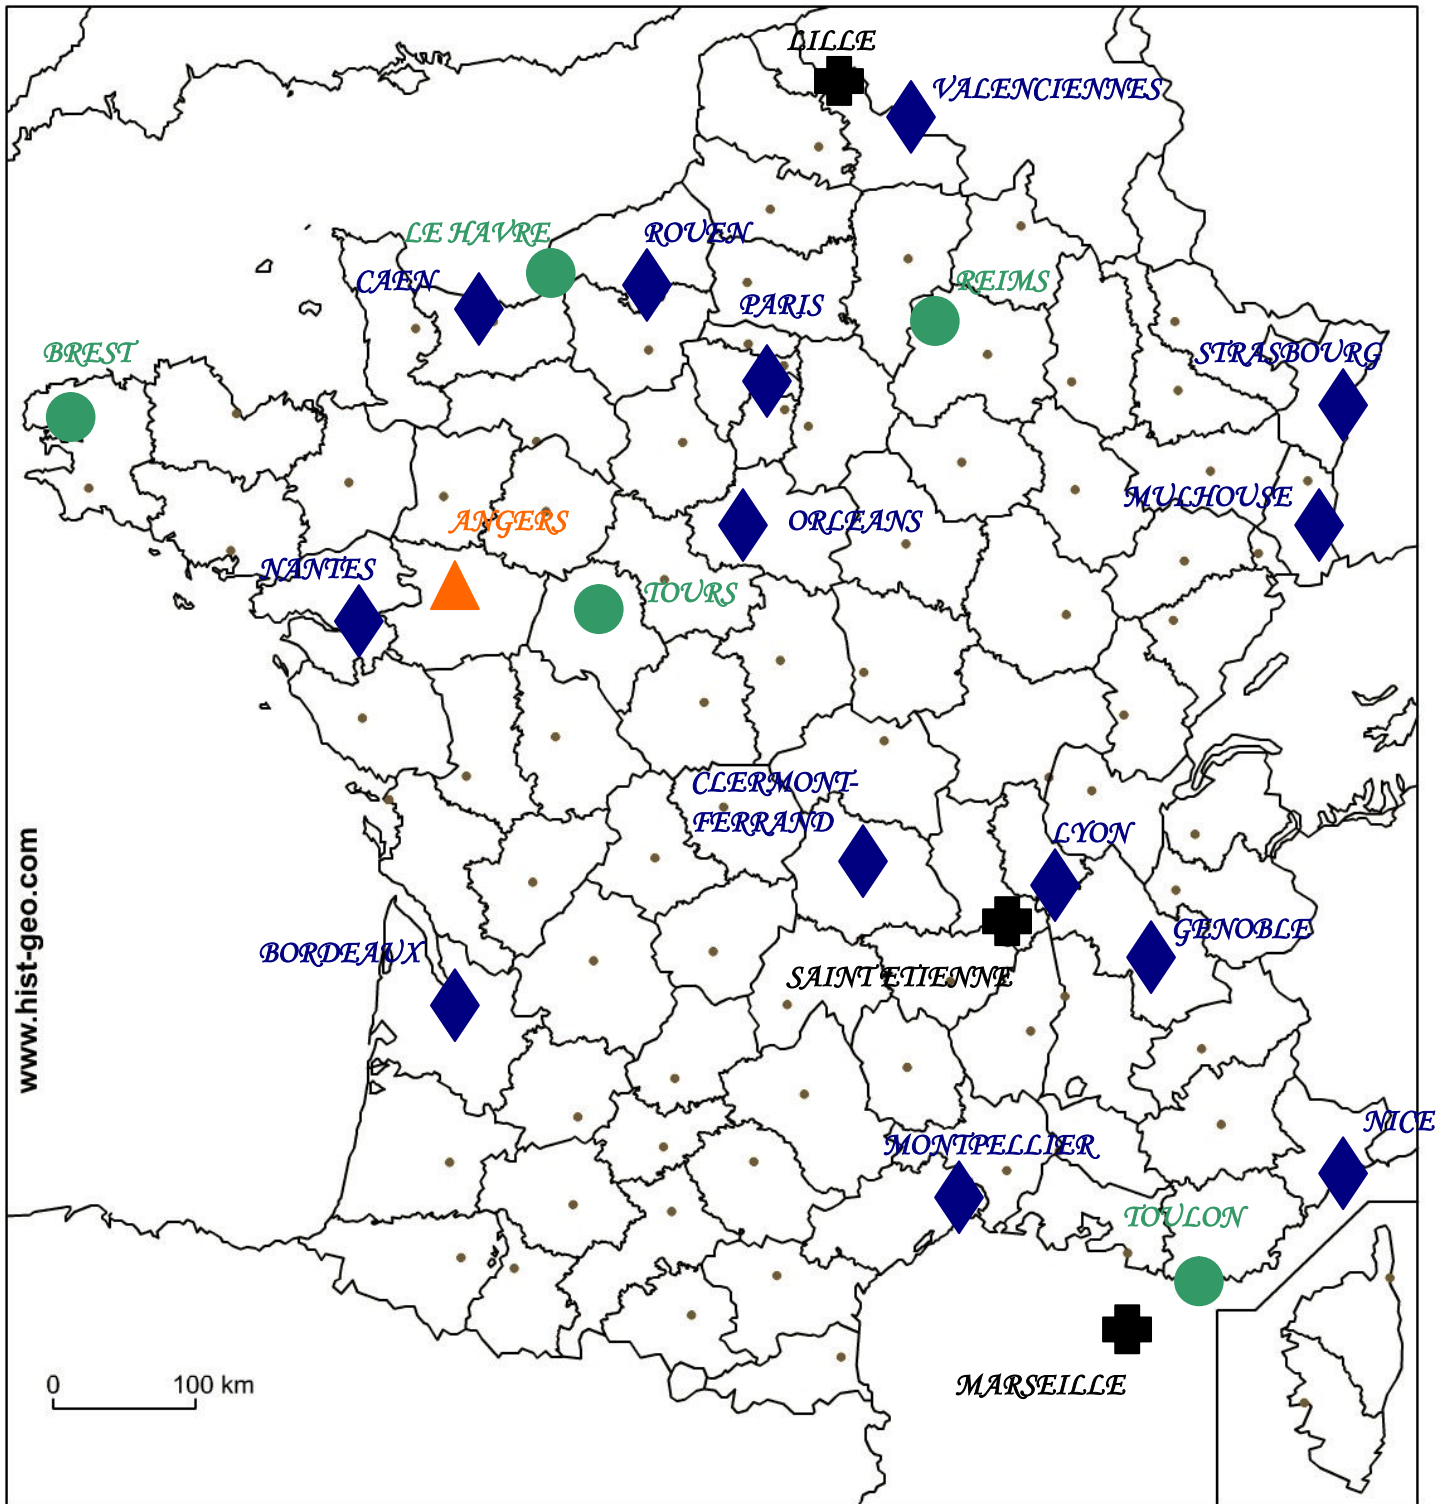 LILLE
VALENCIENNES
LE HAVRE
ROUEN
CAEN
REIMS
PARIS
BREST
STRASBOURG
MULHOUSE
ANGERS
ORLEANS
NANTES
TOURS
CLERMONT-
FERRAND
LYON
www.hist-geo.com
GENOBLE
BORDEAUX
SAINT ETIENNE
NICE
MONTPELLIER
TOULON
MARSEILLE
0 100 km